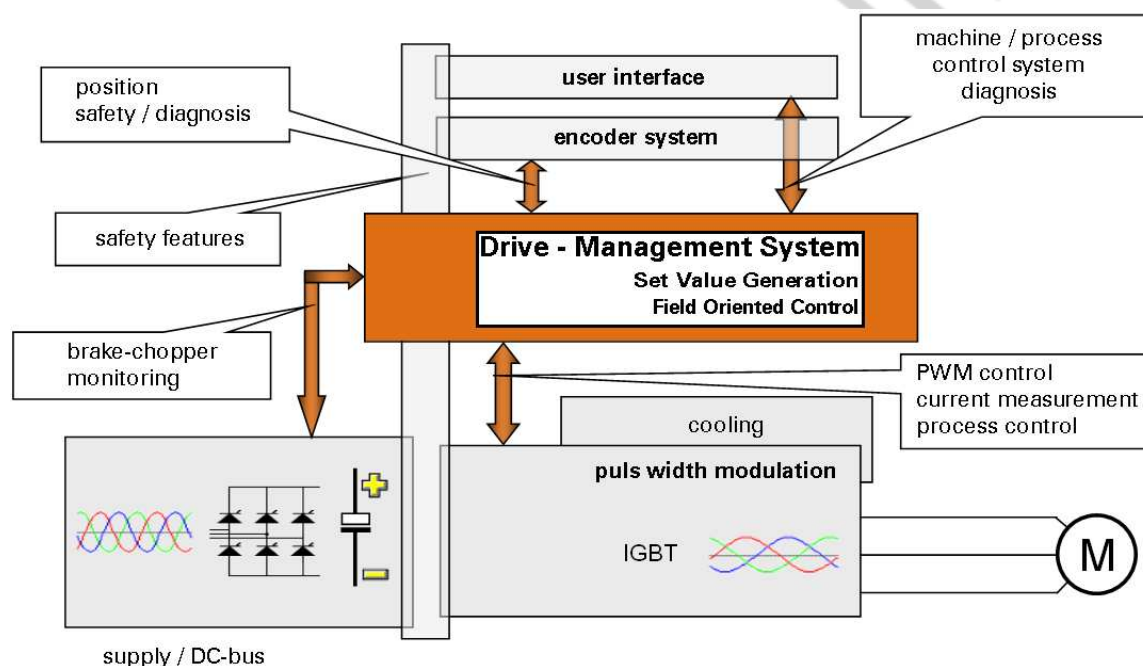 machine / process
control system
diagnosis
position
safety / diagnosis
user interface
encoder system
safety features
Drive - Management System
Set Value Generation
Field Oriented Control
brake-chopper
monitoring
PWM control
current measurement
process control
cooling
puls width modulation
IGBT
M
supply / DC-bus